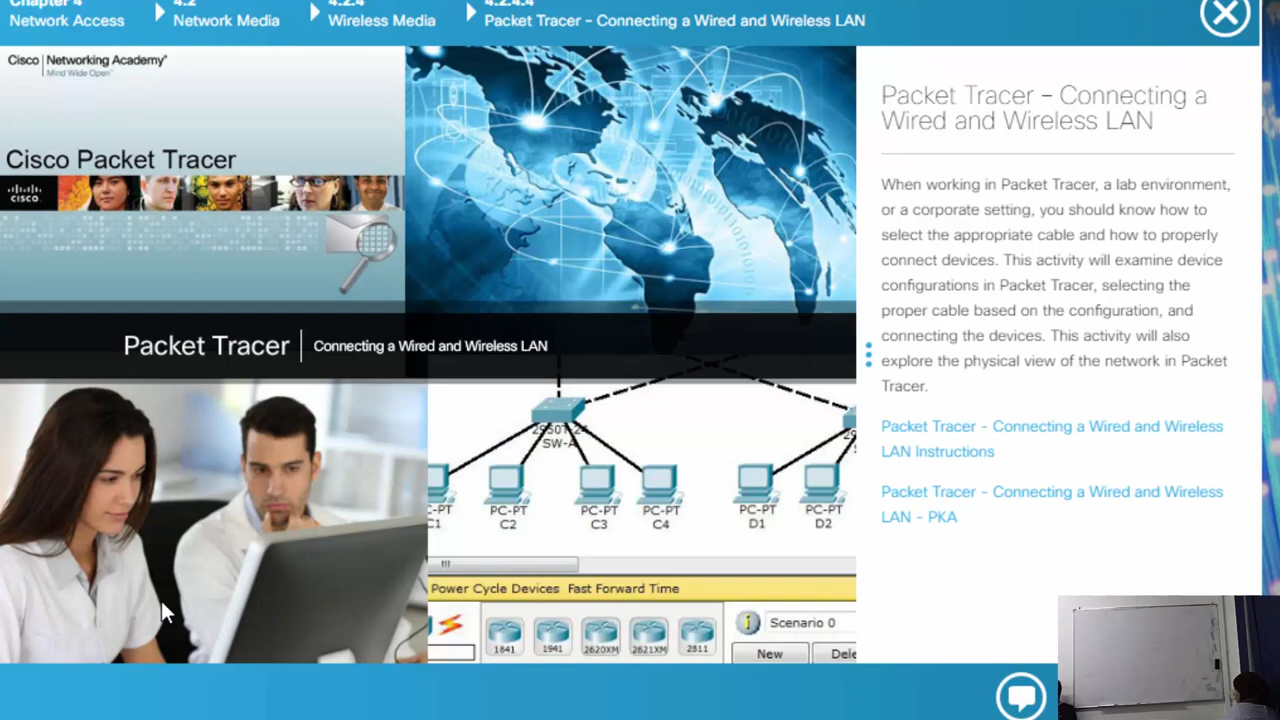 Chapter 4
4.2
4.2.4
4.2.4.4
Network Access
Network Media
Wireless Media
Packet Tracer – Connecting a Wired and Wireless LAN
Cisco Networking Academy®
Mind Wide Open™
Cisco Packet Tracer
CISCO
Packet Tracer
Connecting a Wired and Wireless LAN
2950T-24
SW-A
PC-PT
C1
PC-PT
C2
PC-PT
C3
PC-PT
C4
PC-PT
D1
PC-PT
D2
Power Cycle Devices Fast Forward Time
1841
1941
2620XM
2621XM
2811
Scenario 0
New
Dele
Packet Tracer – Connecting a
Wired and Wireless LAN
When working in Packet Tracer, a lab environment,
or a corporate setting, you should know how to
select the appropriate cable and how to properly
connect devices. This activity will examine device
configurations in Packet Tracer, selecting the
proper cable based on the configuration, and
connecting the devices. This activity will also
explore the physical view of the network in Packet
Tracer.
Packet Tracer - Connecting a Wired and Wireless
LAN Instructions
Packet Tracer - Connecting a Wired and Wireless
LAN - PKA